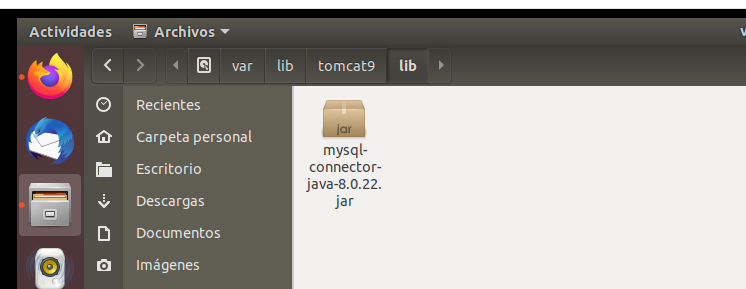 Actividades Archivos
var lib tomcat9 lib
Recientes
Carpeta personal
Escritorio
Descargas
Documentos
Imágenes
jar
mysql-
connector-
java-8.0.22.
jar